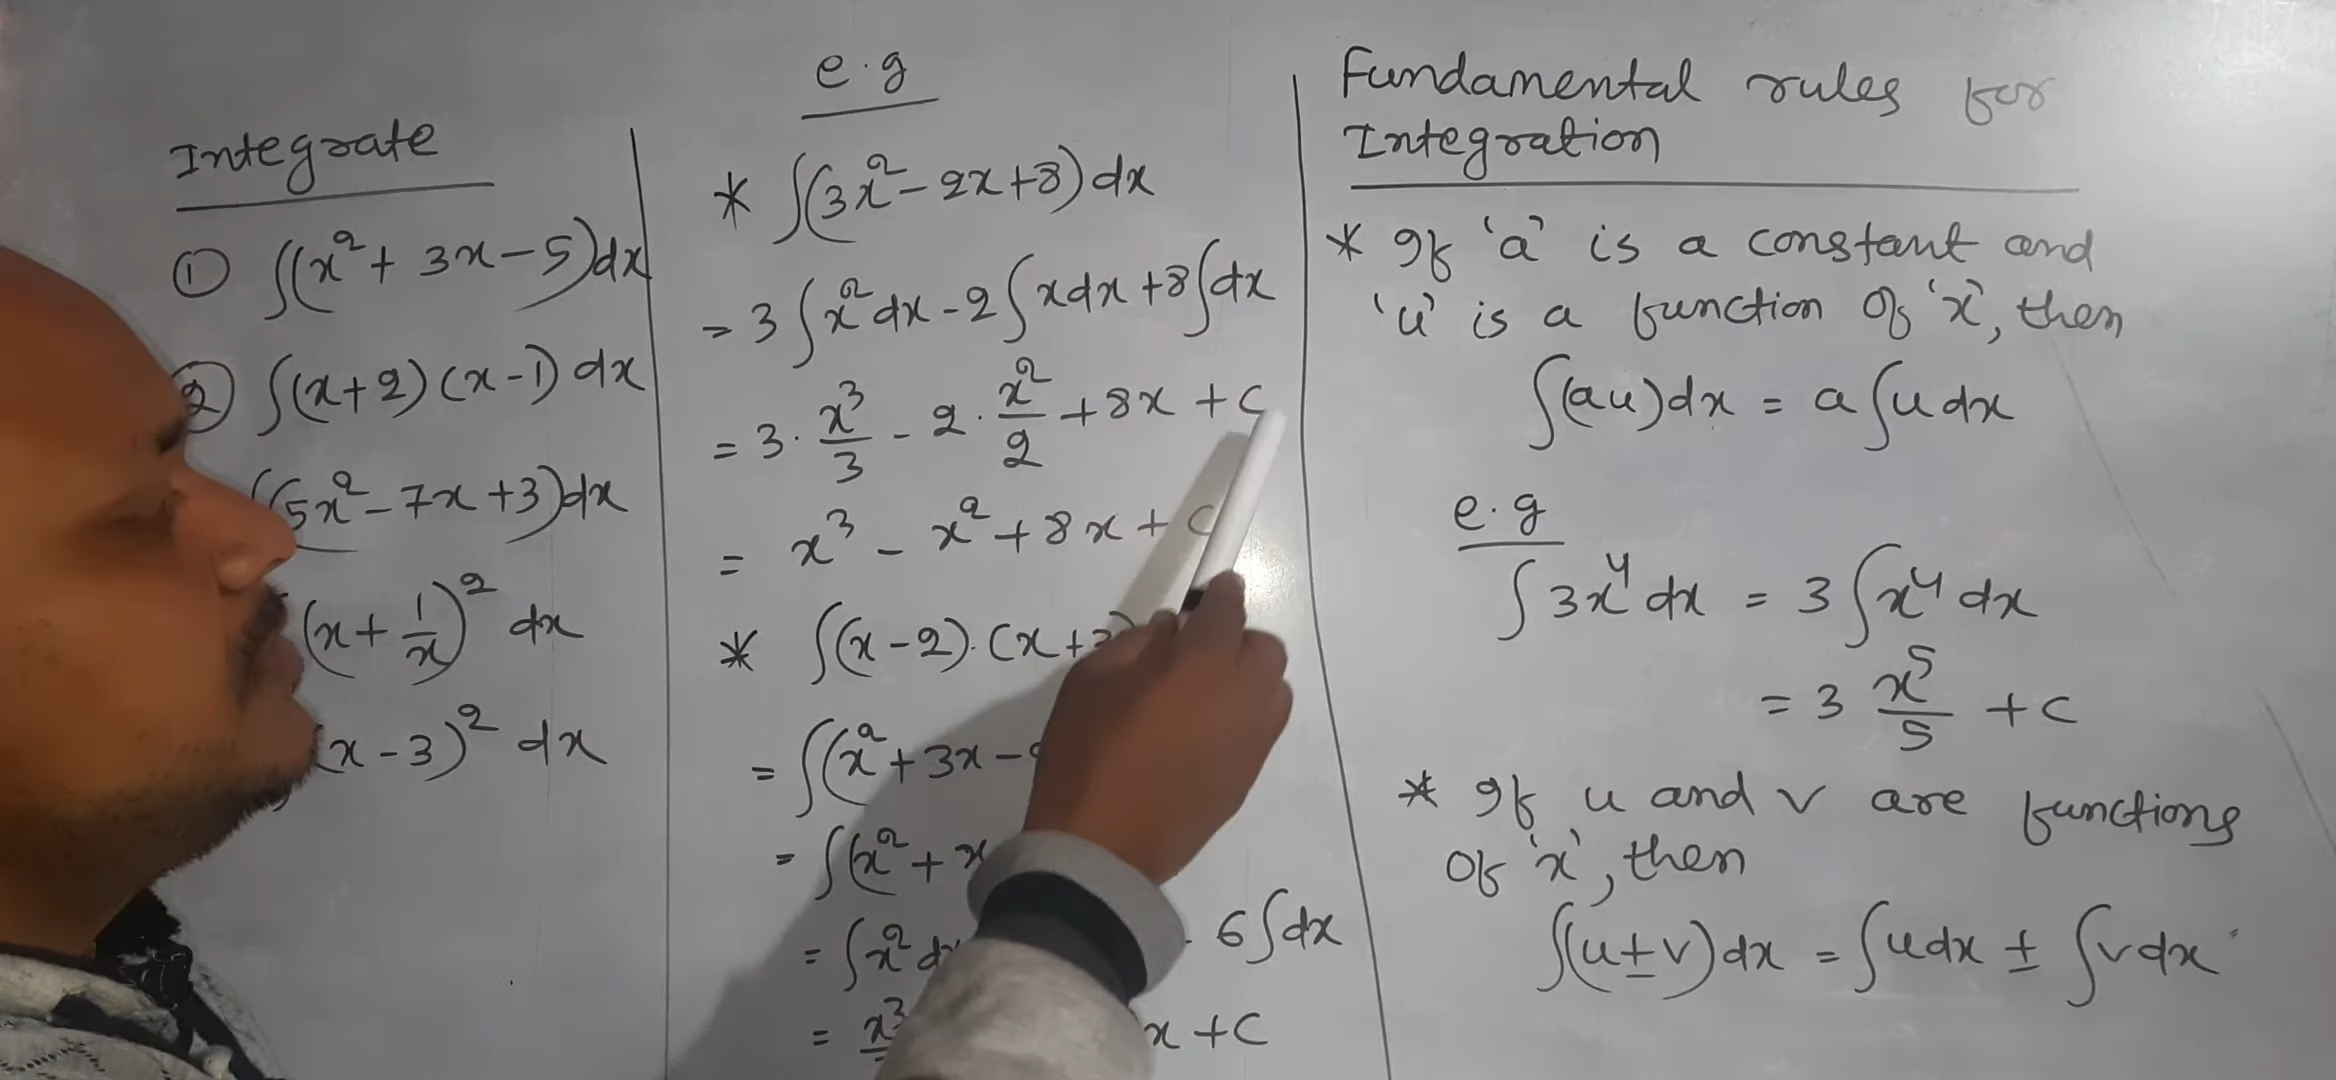 Integrate
① ∫(x² + 3x - 5)dx
② ∫(x+2)(x-1) dx
(5x² - 7x + 3)dx
(x + 1/x)² dx
(x - 3)² dx
e.g
* ∫(3x² - 2x + 8) dx
= 3 ∫x² dx - 2 ∫x dx + 8 ∫dx
= 3 · x³/3 - 2 · x²/2 + 8x + C
= x³ - x² + 8x + C
* ∫(x - 2) · (x +
= ∫(x² + 3x -
= ∫(x² + x
= ∫x² dx 6 ∫dx
= x³ x + C
Fundamental rules for
Integration
* If 'a' is a constant and
'u' is a function of 'x', then
∫(au)dx = a ∫u dx
e.g
∫3x⁴ dx = 3 ∫x⁴ dx
= 3 x⁵/5 + C
* If u and v are functions
of 'x', then
∫(u ± v) dx = ∫u dx ± ∫v dx